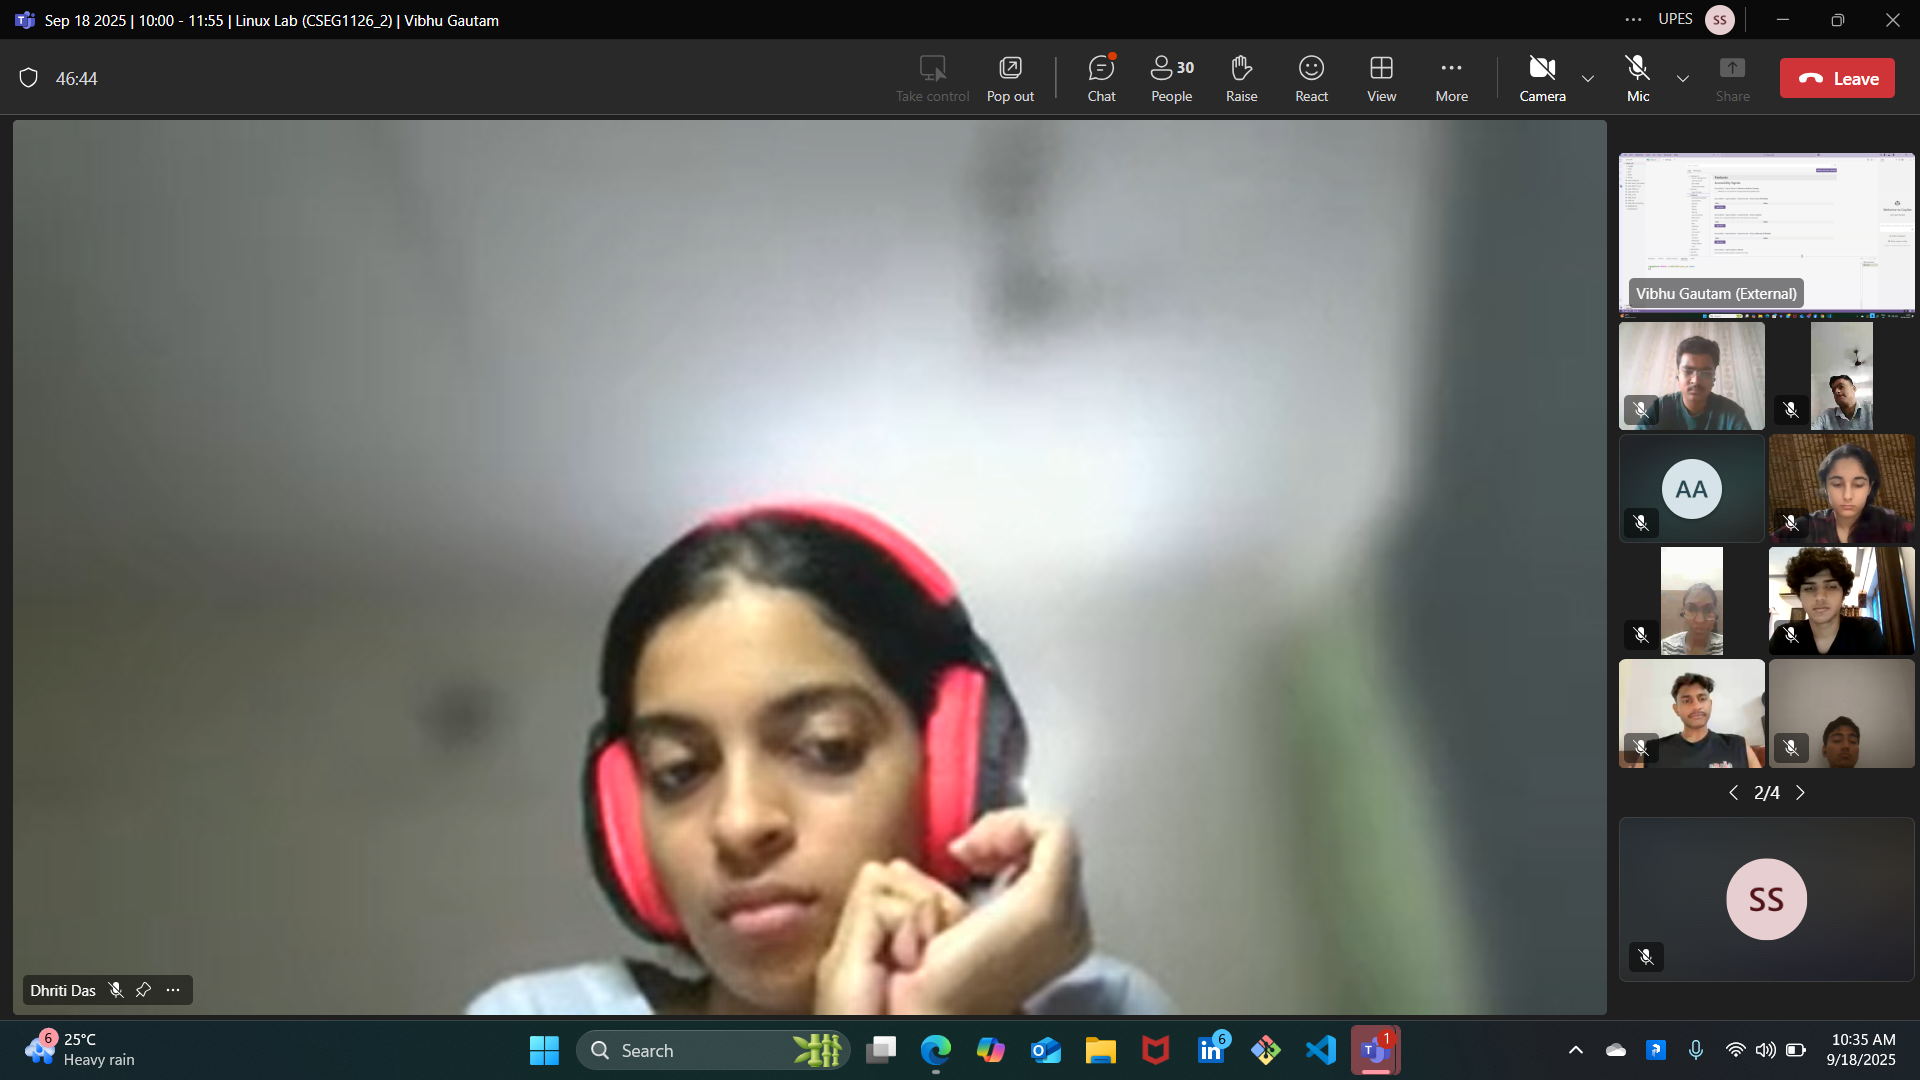 Sep 18 2025 | 10:00 - 11:55 | Linux Lab (CSEG1126_2) | Vibhu Gautam
UPES
SS
46:44
Take control
Pop out
Chat
People
30
Raise
React
View
More
Camera
Mic
Share
Leave
Vibhu Gautam (External)
AA
2/4
SS
Dhriti Das
6
25°C
Heavy rain
Search
6
1
10:35 AM
9/18/2025